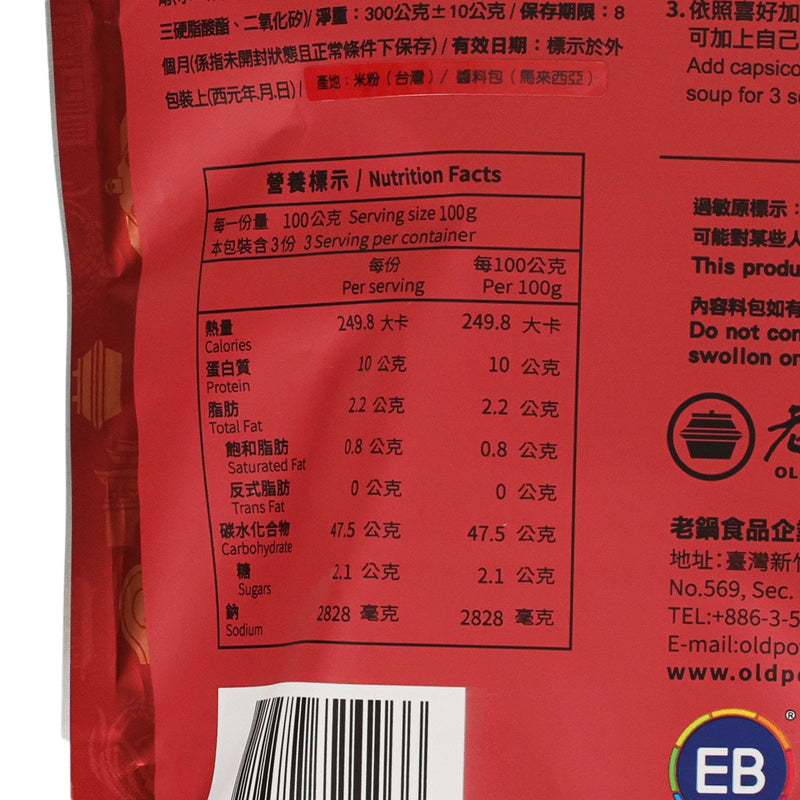 三硬脂酸酯、二氧化矽)/淨重：300公克±10公克/保存期限：8
個月(係指未開封狀態且正常條件下保存)/有效日期：標示於外
包裝上(西元年.月.日)/ 產地：米粉（台灣）/ 醬料包（馬來西亞）
營養標示 / Nutrition Facts
每一份量 100公克 Serving size 100g
本包裝含3份 3 Serving per container
每份 每100公克
Per serving Per 100g
熱量 249.8 大卡 249.8 大卡
Calories
蛋白質 10 公克 10 公克
Protein
脂肪 2.2 公克 2.2 公克
Total Fat
飽和脂肪 0.8 公克 0.8 公克
Saturated Fat
反式脂肪 0 公克 0 公克
Trans Fat
碳水化合物 47.5 公克 47.5 公克
Carbohydrate
糖 2.1 公克 2.1 公克
Sugars
鈉 2828 毫克 2828 毫克
Sodium
3.依照喜好加
可加上自己
Add capsico
soup for 3 s
過敏原標示：
可能對某些人
This produ
內容料包如有
Do not con
swollon or
老
OL
老鍋食品企業
地址：臺灣新竹
No.569, Sec.
TEL:+886-3-5
E-mail:oldpo
www.oldpo
EB
®